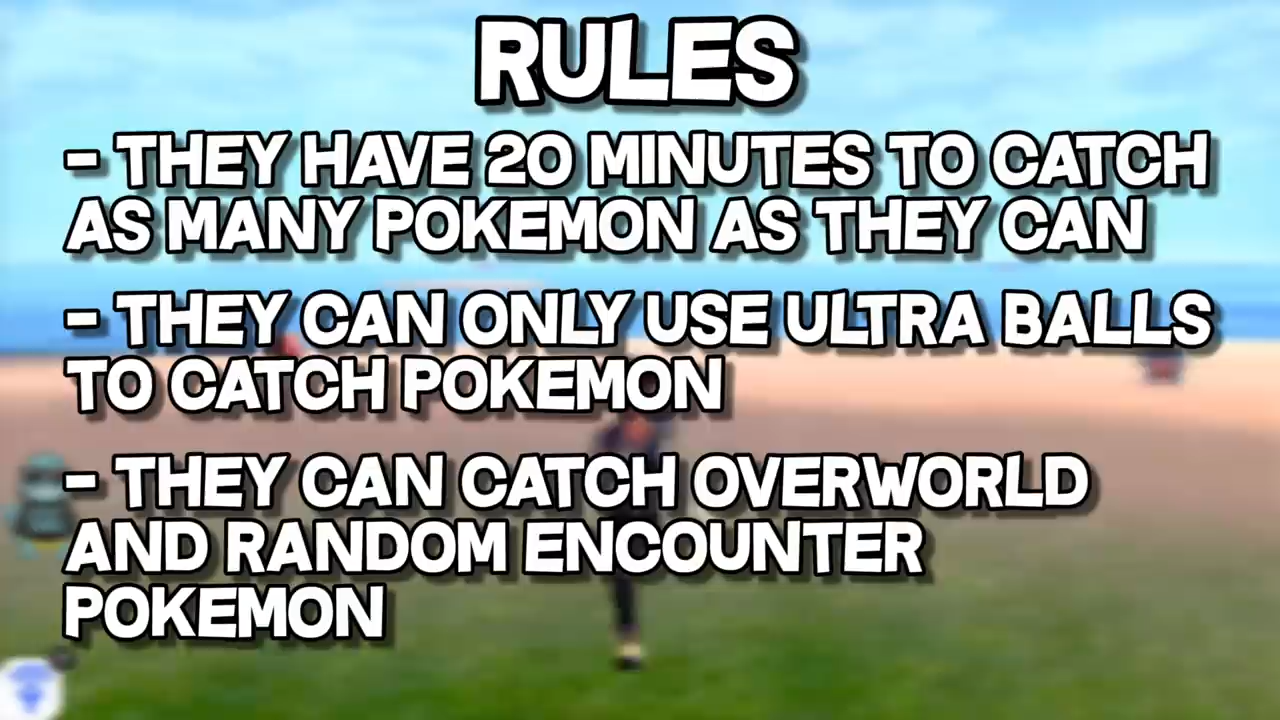 RULES
- THEY HAVE 20 MINUTES TO CATCH
AS MANY POKEMON AS THEY CAN
- THEY CAN ONLY USE ULTRA BALLS
TO CATCH POKEMON
- THEY CAN CATCH OVERWORLD
AND RANDOM ENCOUNTER
POKEMON